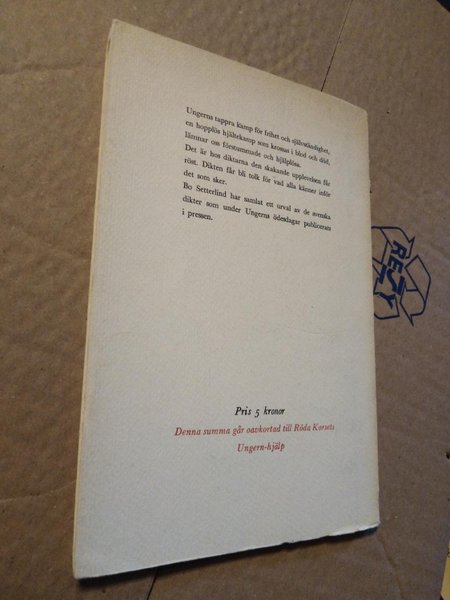 Ungerns tappra kamp för frihet och självständighet,
en hopplös hjältekamp som krossas i blod och död,
lämnar oss förstummade och hjälplösa.
Det är hos diktarna den skakande upplevelsen får
röst. Dikten får bli tolk för vad alla känner inför
det som sker.
Bo Setterlind har samlat ett urval av de svenska
dikter som under Ungerns ödesdagar publicerats
i pressen.
Pris 5 kronor
Denna summa går oavkortad till Röda Korsets
Ungern-hjälp
RESY